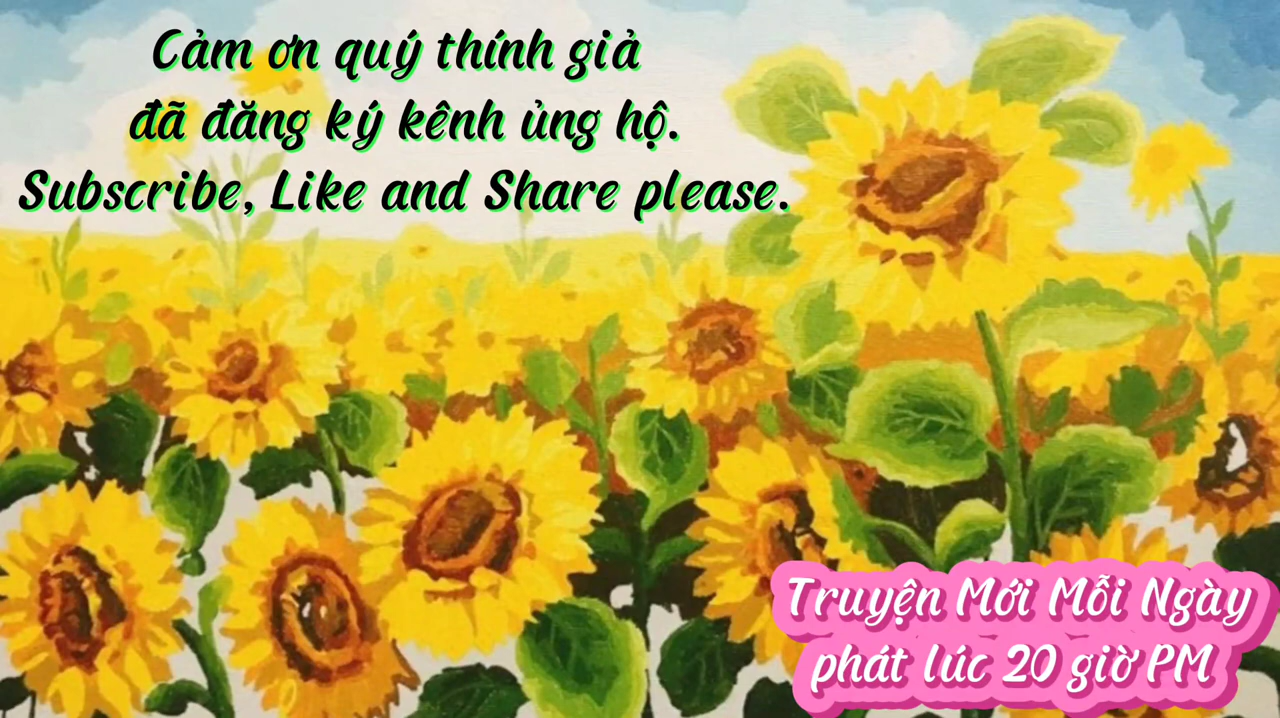 Cảm ơn quý thính giả
đã đăng ký kênh ủng hộ.
Subscribe, Like and Share please.
Truyện Mới Mỗi Ngày
phát lúc 20 giờ PM